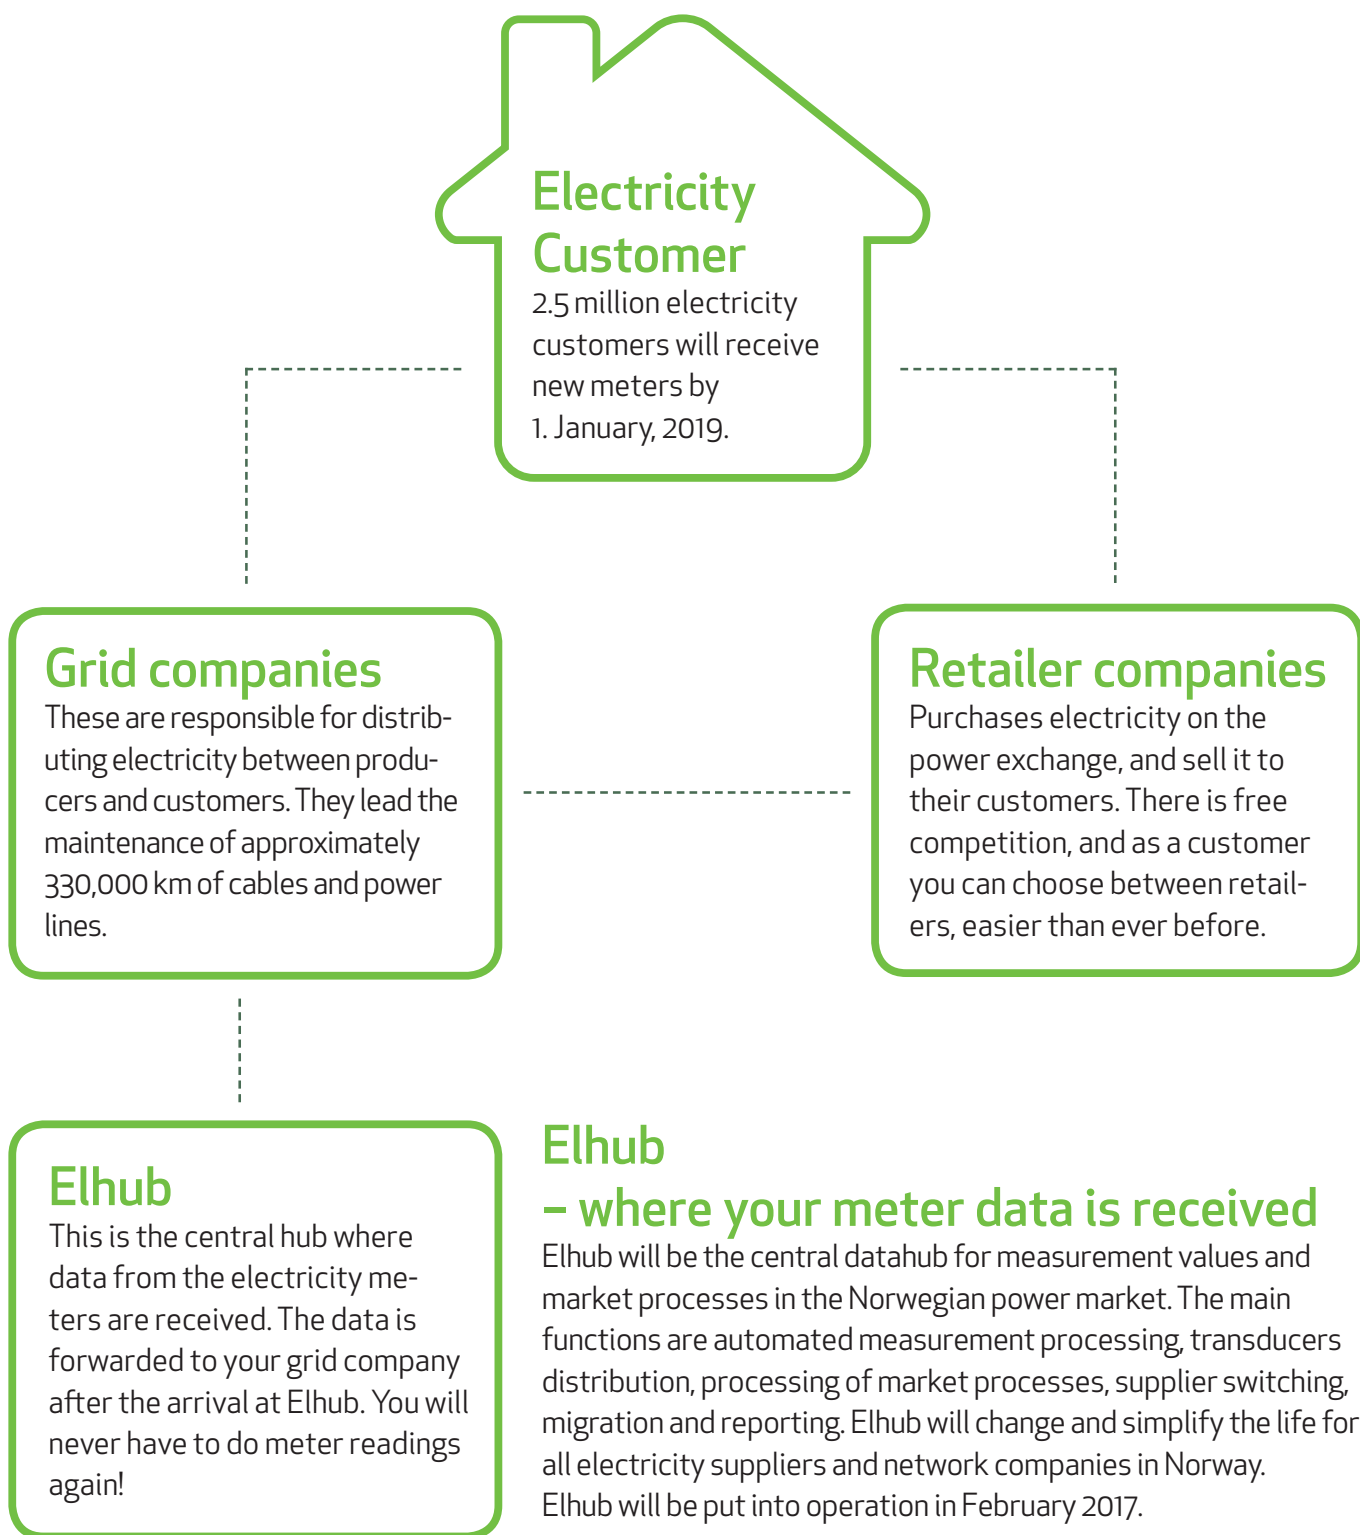 Electricity
Customer
2.5 million electricity
customers will receive
new meters by
1. January, 2019.
Grid companies
These are responsible for distrib-
uting electricity between produ-
cers and customers. They lead the
maintenance of approximately
330,000 km of cables and power
lines.
Retailer companies
Purchases electricity on the
power exchange, and sell it to
their customers. There is free
competition, and as a customer
you can choose between retail-
ers, easier than ever before.
Elhub
This is the central hub where
data from the electricity me-
ters are received. The data is
forwarded to your grid company
after the arrival at Elhub. You will
never have to do meter readings
again!
Elhub
– where your meter data is received
Elhub will be the central datahub for measurement values and
market processes in the Norwegian power market. The main
functions are automated measurement processing, transducers
distribution, processing of market processes, supplier switching,
migration and reporting. Elhub will change and simplify the life for
all electricity suppliers and network companies in Norway.
Elhub will be put into operation in February 2017.